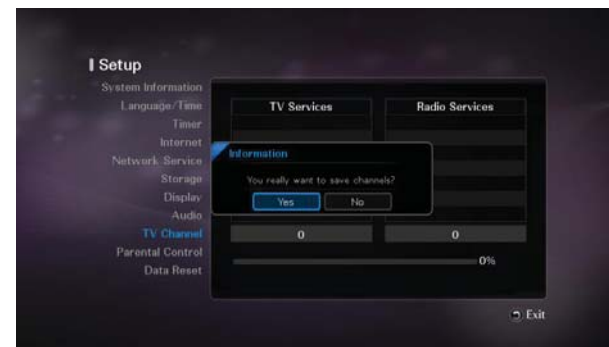 Setup
System Information
Language/Time
Timer
Internet
Network Service
Storage
Display
Audio
TV Channel
Parental Control
Data Reset
TV Services
Radio Services
Information
You really want to save channels?
Yes
No
0
0
0%
Exit